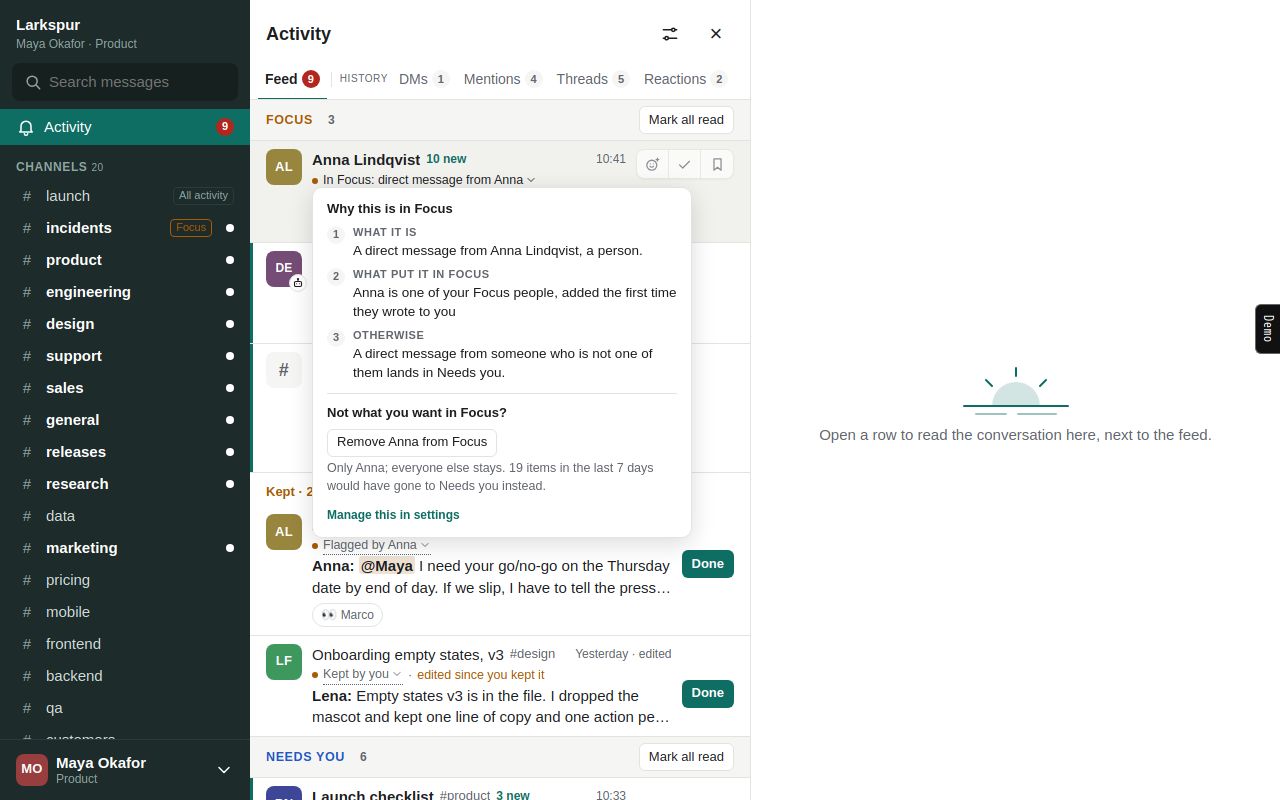 Larkspur
Maya Okafor · Product
Search messages
Activity
9
CHANNELS 20
# launch All activity
# incidents Focus
# product
# engineering
# design
# support
# sales
# general
# releases
# research
# data
# marketing
# pricing
# mobile
# frontend
# backend
# qa
# customers
MO
Maya Okafor
Product
Activity
Feed 9 HISTORY DMs 1 Mentions 4 Threads 5 Reactions 2
FOCUS 3 Mark all read
AL
Anna Lindqvist 10 new 10:41
In Focus: direct message from Anna
Why this is in Focus
1 WHAT IT IS
A direct message from Anna Lindqvist, a person.
2 WHAT PUT IT IN FOCUS
Anna is one of your Focus people, added the first time
they wrote to you
3 OTHERWISE
A direct message from someone who is not one of
them lands in Needs you.
Not what you want in Focus?
Remove Anna from Focus
Only Anna; everyone else stays. 19 items in the last 7 days
would have gone to Needs you instead.
Manage this in settings
DE
#
Kept · 2
AL
Flagged by Anna
Anna: @Maya I need your go/no-go on the Thursday
date by end of day. If we slip, I have to tell the press…
Done
👀 Marco
LF
Onboarding empty states, v3 #design Yesterday · edited
Kept by you · edited since you kept it
Lena: Empty states v3 is in the file. I dropped the
mascot and kept one line of copy and one action pe…
Done
NEEDS YOU 6 Mark all read
Launch checklist #product 3 new 10:33
Open a row to read the conversation here, next to the feed.
Demo